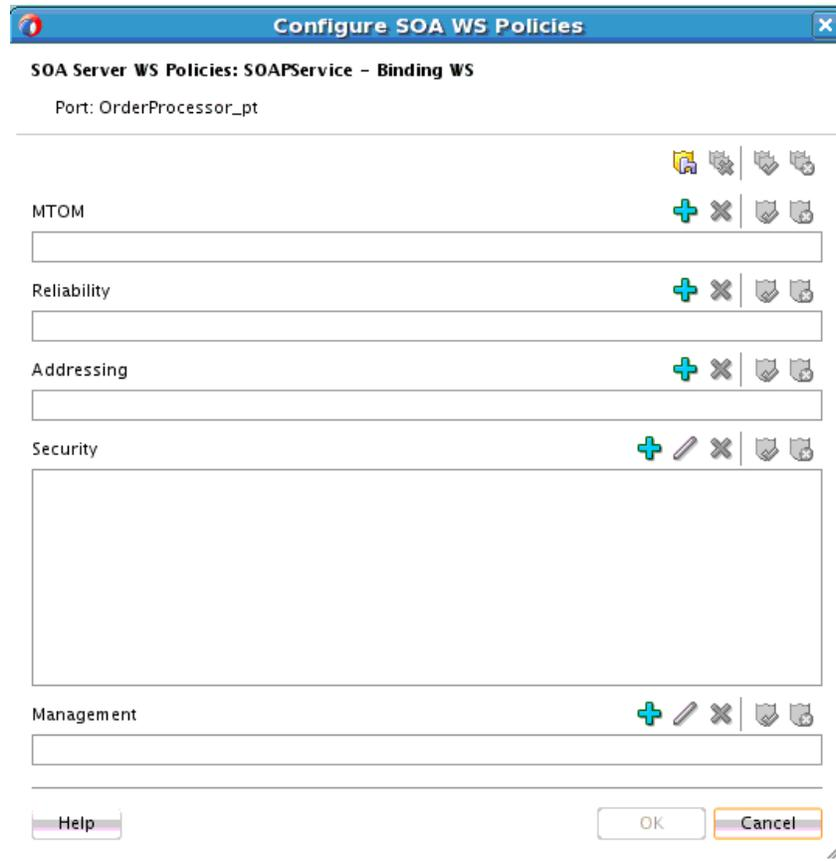 Configure SOA WS Policies
SOA Server WS Policies: SOAPService – Binding WS
Port: OrderProcessor_pt
MTOM
Reliability
Addressing
Security
Management
Help
OK
Cancel